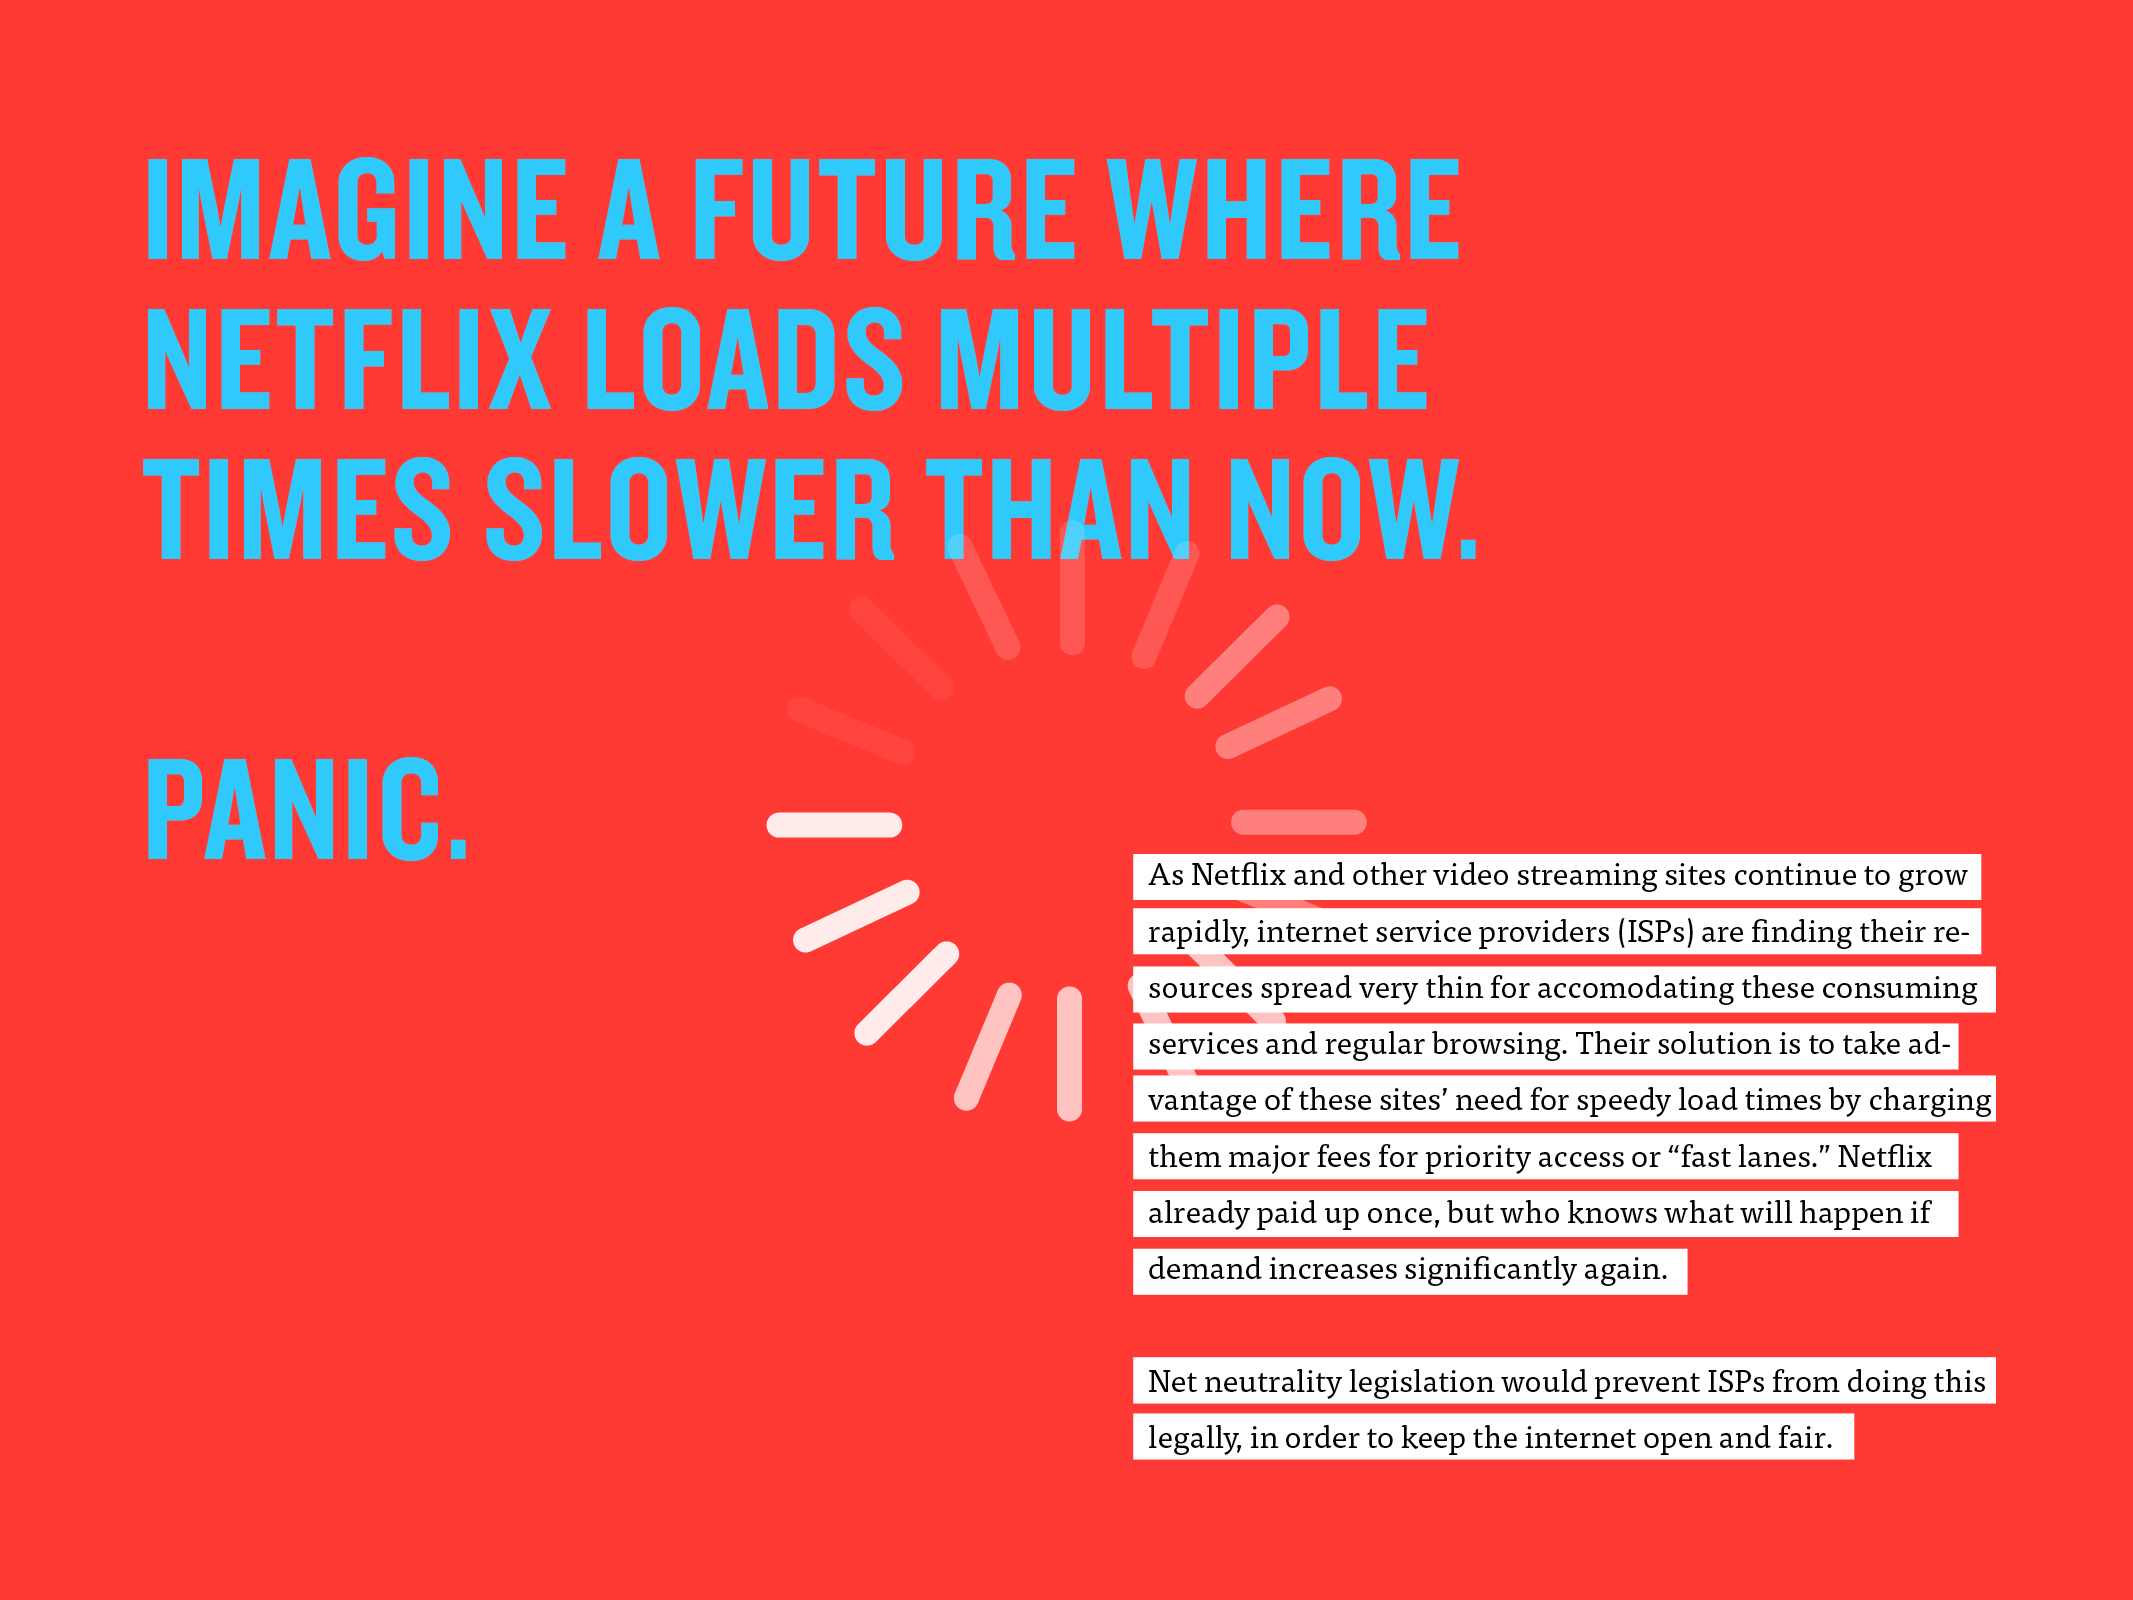 IMAGINE A FUTURE WHERE
NETFLIX LOADS MULTIPLE
TIMES SLOWER THAN NOW.
PANIC.
As Netflix and other video streaming sites continue to grow
rapidly, internet service providers (ISPs) are finding their re-
sources spread very thin for accomodating these consuming
services and regular browsing. Their solution is to take ad-
vantage of these sites’ need for speedy load times by charging
them major fees for priority access or “fast lanes.” Netflix
already paid up once, but who knows what will happen if
demand increases significantly again.
Net neutrality legislation would prevent ISPs from doing this
legally, in order to keep the internet open and fair.